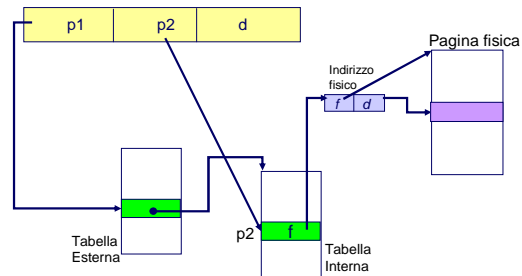 p1 p2 d
Pagina fisica
Indirizzo
fisico
f d
p2 f
Tabella
Esterna
Tabella
Interna